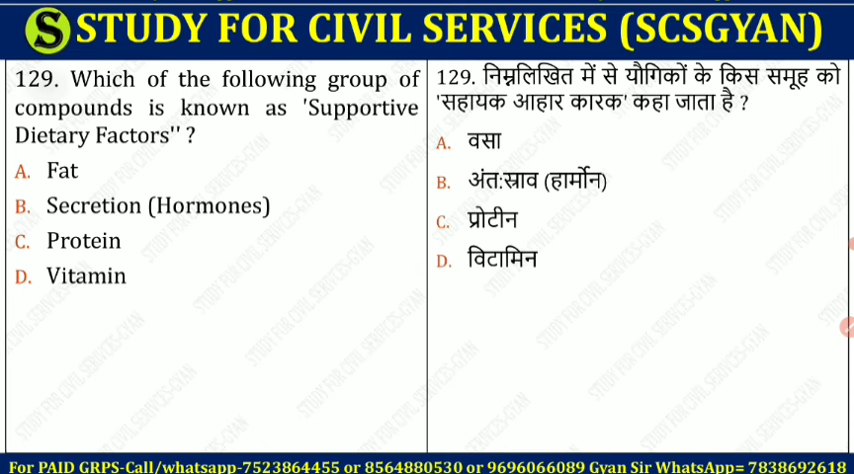 S STUDY FOR CIVIL SERVICES (SCSGYAN)
129. Which of the following group of
compounds is known as 'Supportive
Dietary Factors'' ?
A. Fat
B. Secretion (Hormones)
C. Protein
D. Vitamin
129. निम्नलिखित में से यौगिकों के किस समूह को
'सहायक आहार कारक' कहा जाता है ?
A. वसा
B. अंत:स्राव (हार्मोन)
C. प्रोटीन
D. विटामिन
For PAID GRPS-Call/whatsapp-7523864455 or 8564880530 or 9696066089 Gyan Sir WhatsApp= 7838692618